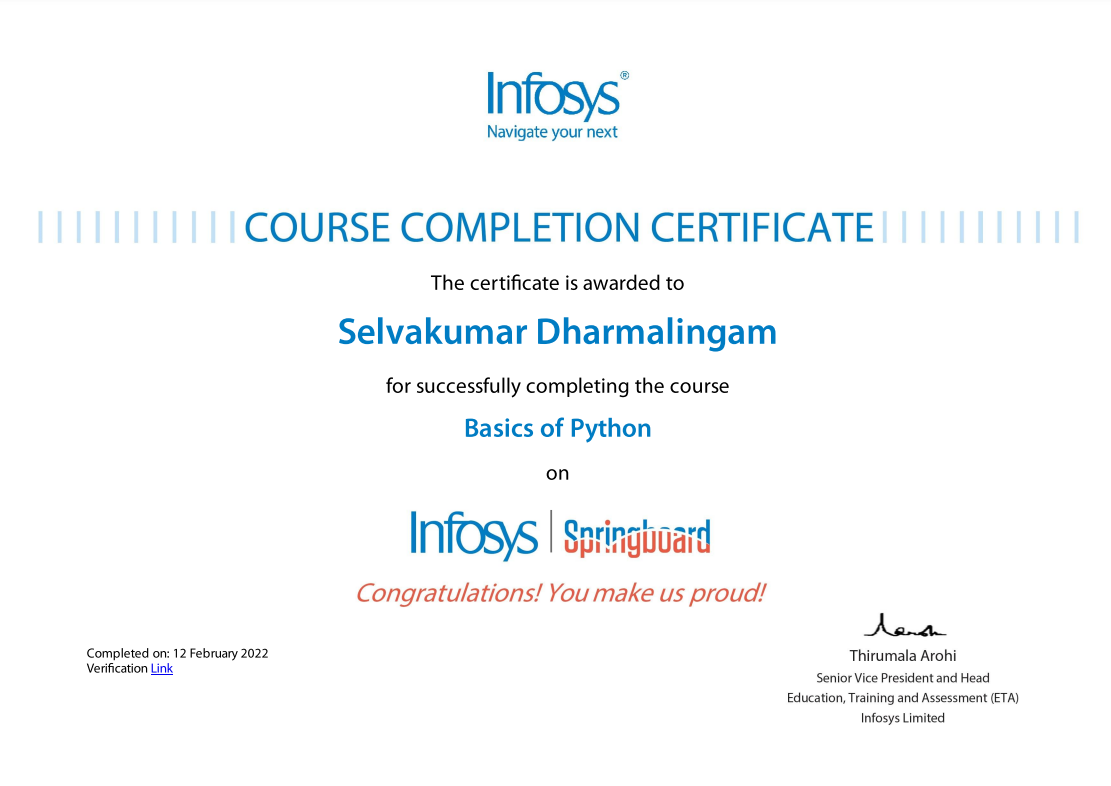 Infosys®
Navigate your next
COURSE COMPLETION CERTIFICATE
The certificate is awarded to
Selvakumar Dharmalingam
for successfully completing the course
Basics of Python
on
Infosys | Springboard
Congratulations! You make us proud!
Completed on: 12 February 2022
Verification Link
Thirumala Arohi
Senior Vice President and Head
Education, Training and Assessment (ETA)
Infosys Limited